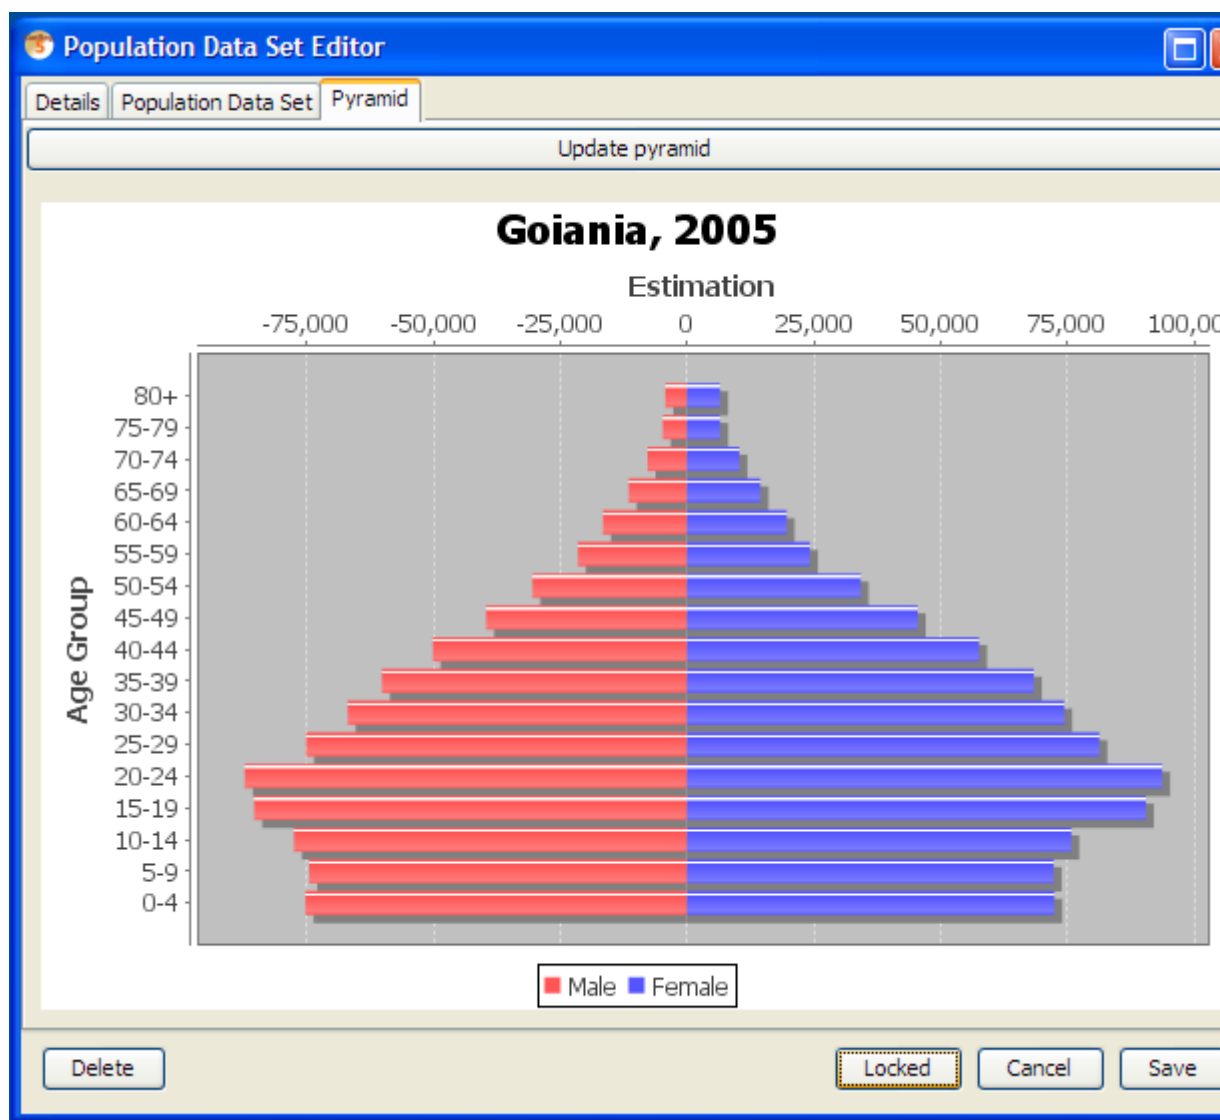 Population Data Set Editor
Details Population Data Set Pyramid
Update pyramid
Goiania, 2005
Estimation
-75,000 -50,000 -25,000 0 25,000 50,000 75,000 100,00
80+
75-79
70-74
65-69
60-64
55-59
50-54
45-49
40-44
35-39
30-34
25-29
20-24
15-19
10-14
5-9
0-4
Age Group
Male Female
Delete Locked Cancel Save